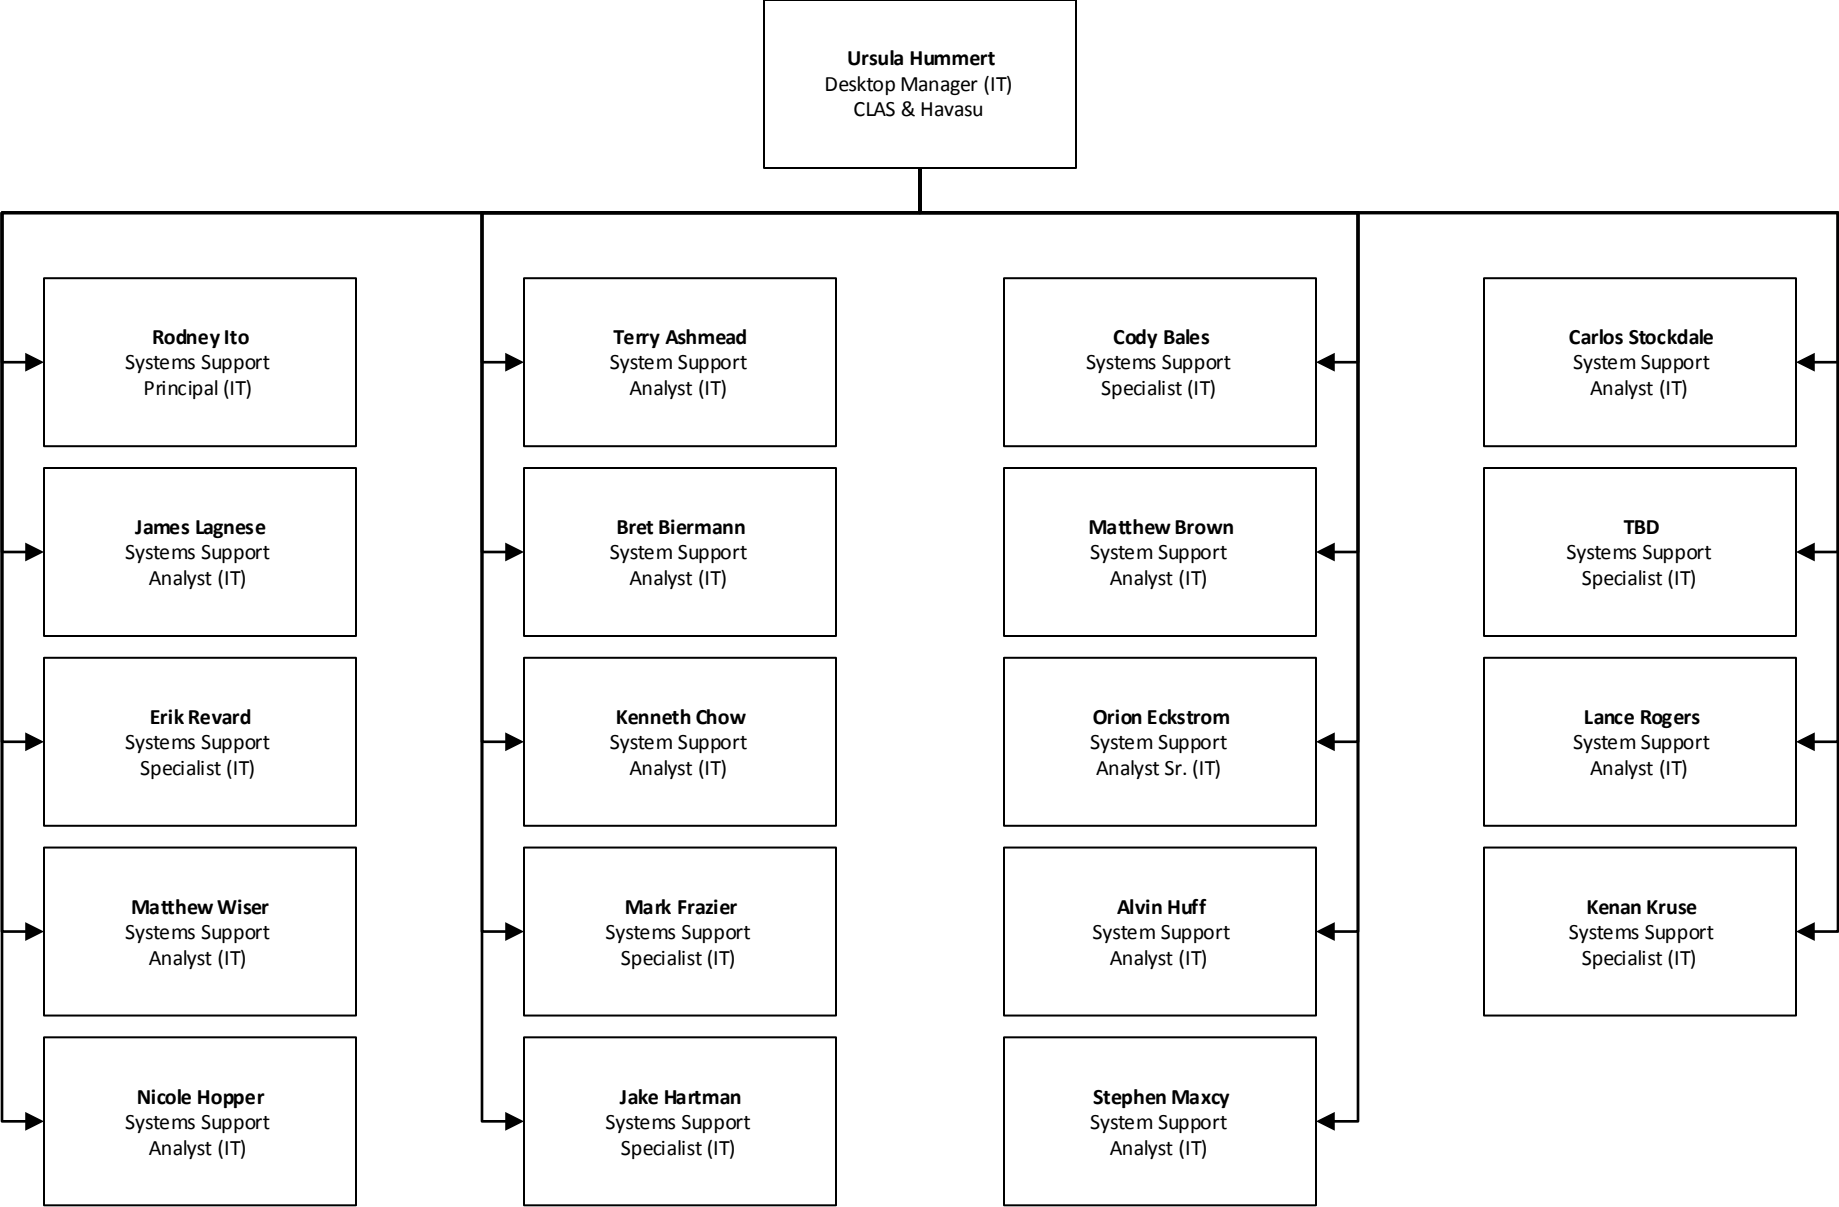 Ursula Hummert
Desktop Manager (IT)
CLAS & Havasu
Rodney Ito
Systems Support
Principal (IT)
James Lagnese
Systems Support
Analyst (IT)
Erik Revard
Systems Support
Specialist (IT)
Matthew Wiser
Systems Support
Analyst (IT)
Nicole Hopper
Systems Support
Analyst (IT)
Terry Ashmead
System Support
Analyst (IT)
Bret Biermann
System Support
Analyst (IT)
Kenneth Chow
System Support
Analyst (IT)
Mark Frazier
Systems Support
Specialist (IT)
Jake Hartman
Systems Support
Specialist (IT)
Cody Bales
Systems Support
Specialist (IT)
Matthew Brown
System Support
Analyst (IT)
Orion Eckstrom
System Support
Analyst Sr. (IT)
Alvin Huff
System Support
Analyst (IT)
Stephen Maxcy
System Support
Analyst (IT)
Carlos Stockdale
System Support
Analyst (IT)
TBD
Systems Support
Specialist (IT)
Lance Rogers
System Support
Analyst (IT)
Kenan Kruse
Systems Support
Specialist (IT)